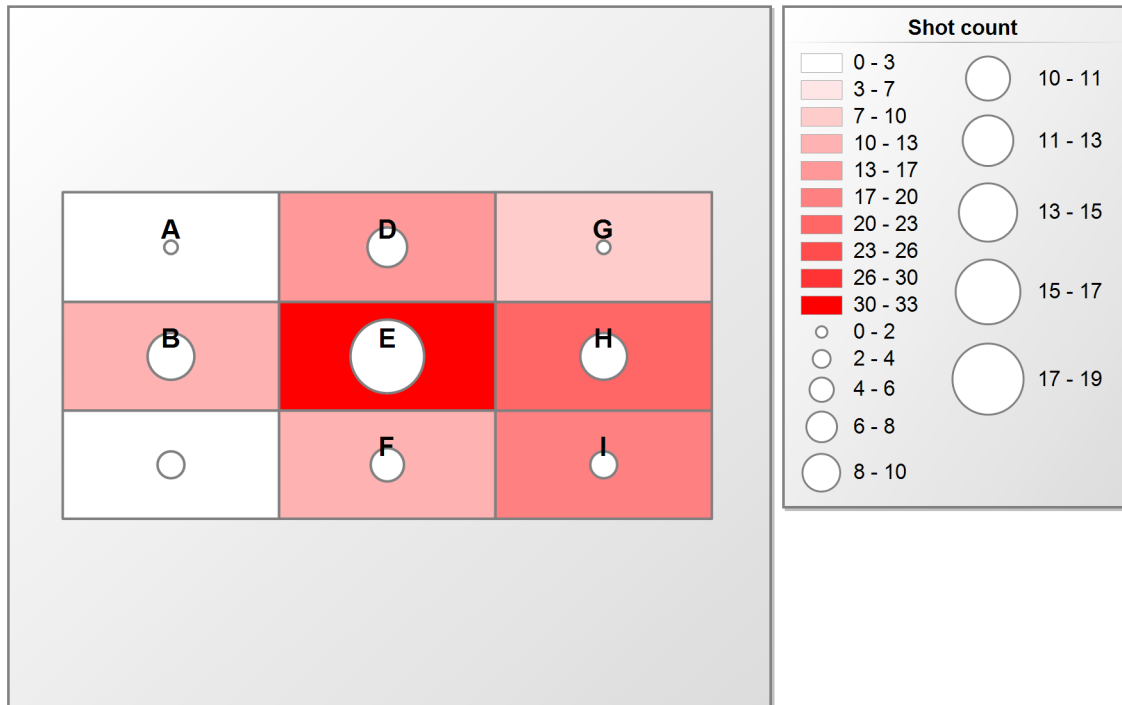 Shot count
0 - 3
3 - 7
7 - 10
10 - 13
13 - 17
17 - 20
20 - 23
23 - 26
26 - 30
30 - 33
0 - 2
2 - 4
4 - 6
6 - 8
8 - 10
10 - 11
11 - 13
13 - 15
15 - 17
17 - 19
A D G
B E H
F I